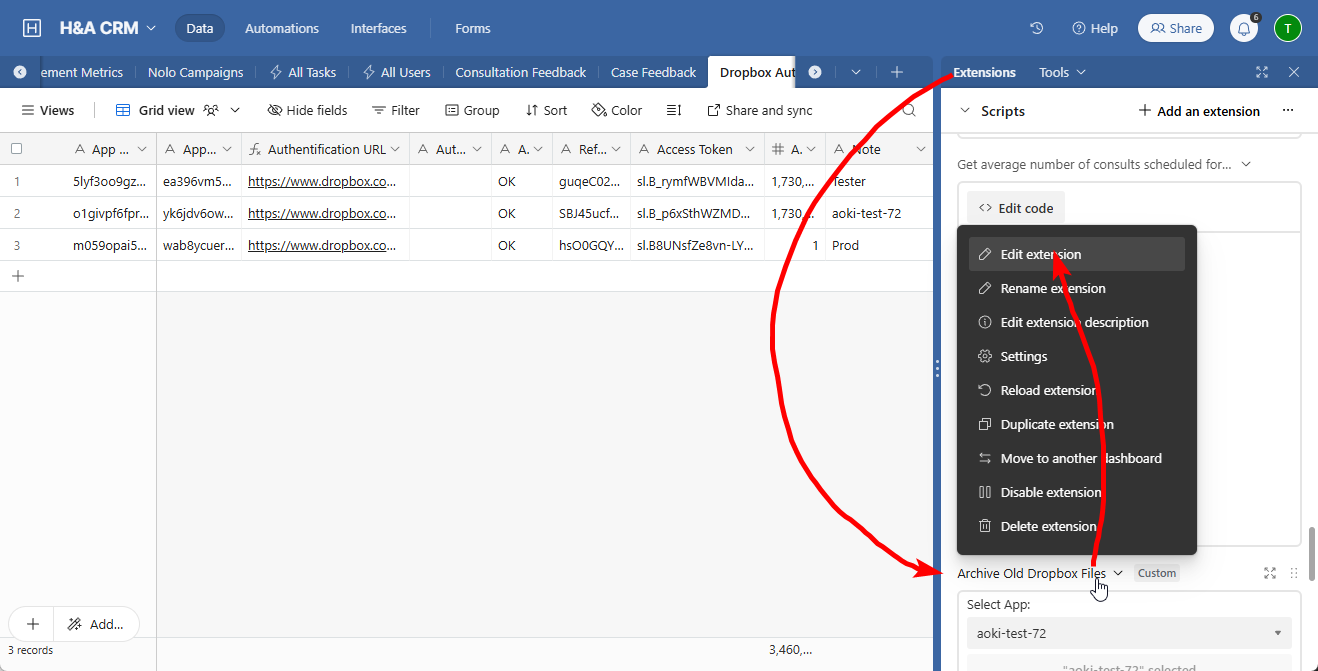 H&A CRM
Data
Automations
Interfaces
Forms
Help
Share
6
T
ement Metrics
Nolo Campaigns
All Tasks
All Users
Consultation Feedback
Case Feedback
Dropbox Aut
Extensions
Tools
Views
Grid view
Hide fields
Filter
Group
Sort
Color
Share and sync
Scripts
Add an extension
App ...
App...
Authentification URL
Aut...
A.
Ref...
Access Token
A.
Note
1 5lyf3oo9gz... ea396vm5... https://www.dropbox.co... OK guqeC02... sl.B_rymfWBVMIda... 1,730,... Tester
2 o1givpf6fpr... yk6jdv6ow... https://www.dropbox.co... OK SBJ45ucf... sl.B_p6xSthWZMD... 1,730,... aoki-test-72
3 m059opai5... wab8ycuer... https://www.dropbox.co... OK hsO0GQY... sl.B8UNsfZe8vn-LY... 1 Prod
Get average number of consults scheduled for...
Edit code
Edit extension
Rename extension
Edit extension description
Settings
Reload extension
Duplicate extension
Move to another dashboard
Disable extension
Delete extension
Archive Old Dropbox Files
Custom
Select App:
aoki-test-72
"aoki-test-72" selected
Add...
3 records
3,460,...